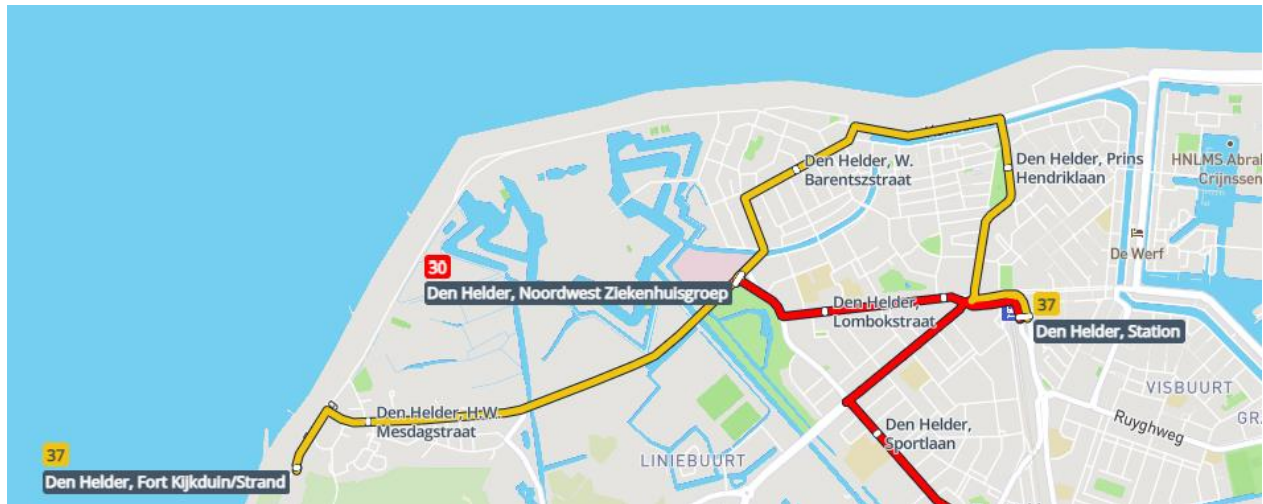 Den Helder, W.
Barentszstraat
Den Helder, Prins
Hendriklaan
HNLMS Abra
Crijnssen
De Werf
30
Den Helder, Noordwest Ziekenhuisgroep
Den Helder,
Lombokstraat
37
Den Helder, Station
VISBUURT
Den Helder, H.W.
Mesdagstraat
Den Helder,
Sportlaan
Ruyghweg
GRA
37
Den Helder, Fort Kijkduin/Strand
LINIEBUURT